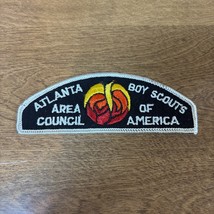 ATLANTA BOY SCOUTS
AREA OF
COUNCIL AMERICA